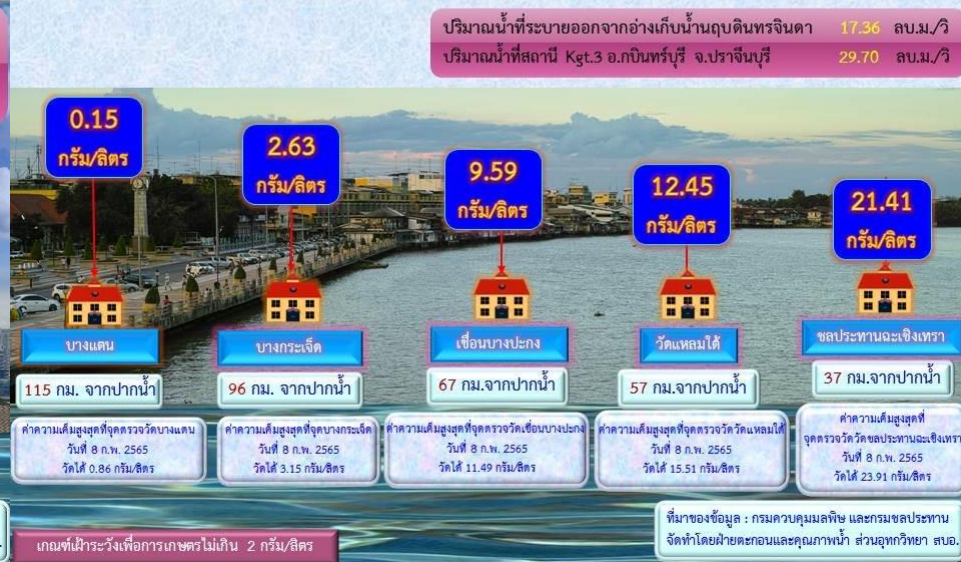 ปริมาณน้ำที่ระบายออกจากอ่างเก็บน้ำนฤบดินทรจินดา 17.36 ลบ.ม./วิ
ปริมาณน้ำที่สถานี Kgt.3 อ.กบินทร์บุรี จ.ปราจีนบุรี 29.70 ลบ.ม./วิ
0.15
กรัม/ลิตร
2.63
กรัม/ลิตร
9.59
กรัม/ลิตร
12.45
กรัม/ลิตร
21.41
กรัม/ลิตร
บางแตน
บางกระเจ็ด
เขื่อนบางปะกง
วัดแหลมใต้
ชลประทานฉะเชิงเทรา
115 กม. จากปากน้ำ
96 กม. จากปากน้ำ
67 กม.จากปากน้ำ
57 กม.จากปากน้ำ
37 กม.จากปากน้ำ
ค่าความเค็มสูงสุดที่จุดตรวจวัดบางแตน
วันที่ 8 ก.พ. 2565
วัดได้ 0.86 กรัม/ลิตร
ค่าความเค็มสูงสุดที่จุดบางกระเจ็ด
วันที่ 8 ก.พ. 2565
วัดได้ 3.15 กรัม/ลิตร
ค่าความเค็มสูงสุดที่จุดตรวจวัดเขื่อนบางปะกง
วันที่ 8 ก.พ. 2565
วัดได้ 11.49 กรัม/ลิตร
ค่าความเค็มสูงสุดที่จุดตรวจวัดวัดแหลมใต้
วันที่ 8 ก.พ. 2565
วัดได้ 15.51 กรัม/ลิตร
ค่าความเค็มสูงสุดที่
จุดตรวจวัดวัดชลประทานฉะเชิงเทรา
วันที่ 8 ก.พ. 2565
วัดได้ 23.91 กรัม/ลิตร
เกณฑ์เฝ้าระวังเพื่อการเกษตรไม่เกิน 2 กรัม/ลิตร
ที่มาของข้อมูล : กรมควบคุมมลพิษ และกรมชลประทาน
จัดทำโดยฝ่ายตะกอนและคุณภาพน้ำ ส่วนอุทกวิทยา สบอ.